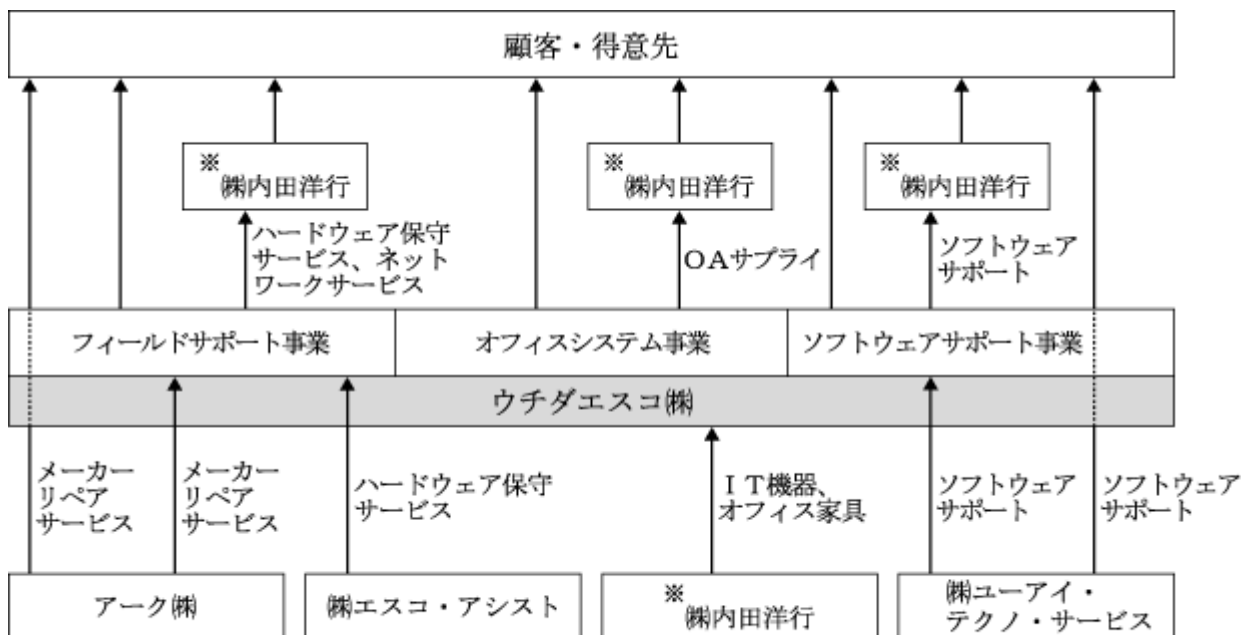 顧客・得意先
※
㈱内田洋行
※
㈱内田洋行
※
㈱内田洋行
ハードウェア保守
サービス、ネット
ワークサービス
OAサプライ
ソフトウェア
サポート
フィールドサポート事業
オフィスシステム事業
ソフトウェアサポート事業
ウチダエスコ㈱
メーカー
リペア
サービス
メーカー
リペア
サービス
ハードウェア保守
サービス
ＩＴ機器、
オフィス家具
ソフトウェア
サポート
ソフトウェア
サポート
アーク㈱
㈱エスコ・アシスト
※
㈱内田洋行
㈱ユーアイ・
テクノ・サービス